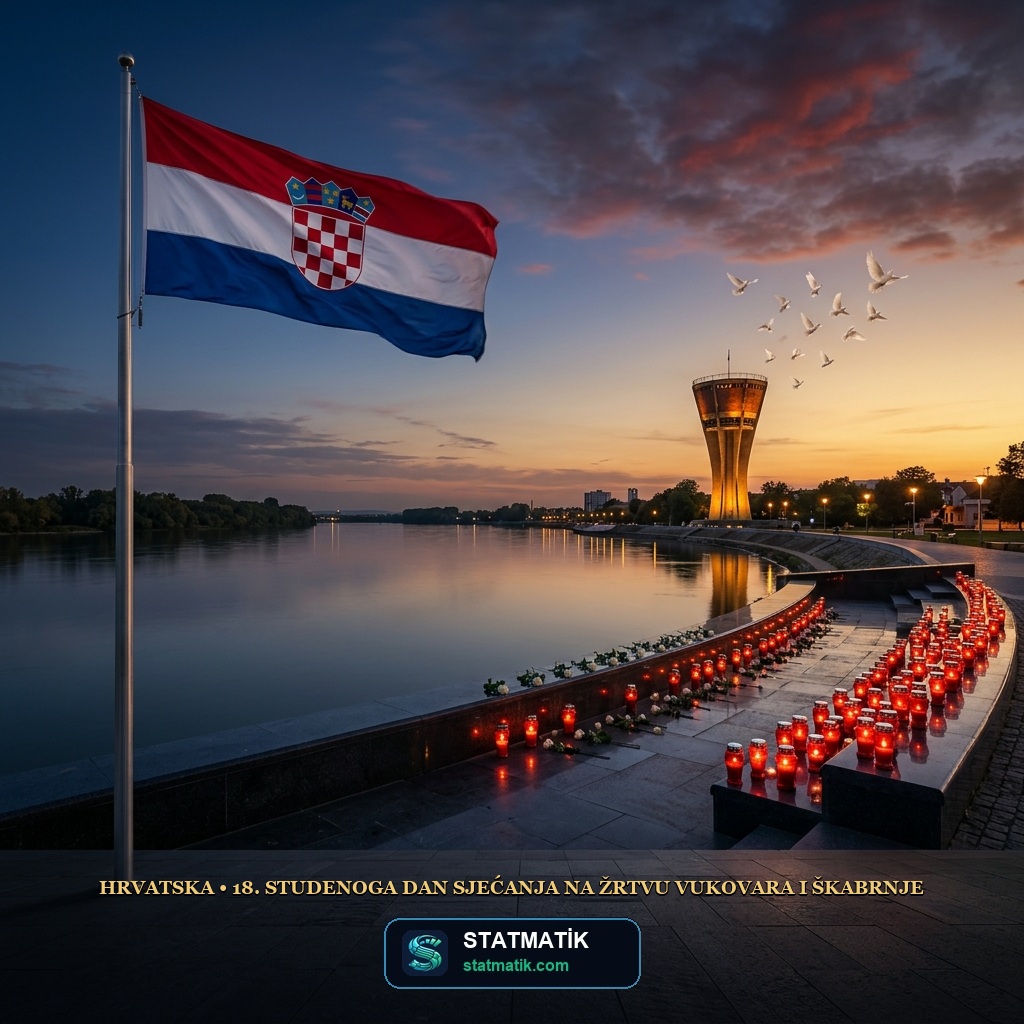 HRVATSKA • 18. STUDENOGA DAN SJEĆANJA NA ŽRTVU VUKOVARA I ŠKABRNJE
STATMATİK
statmatik.com